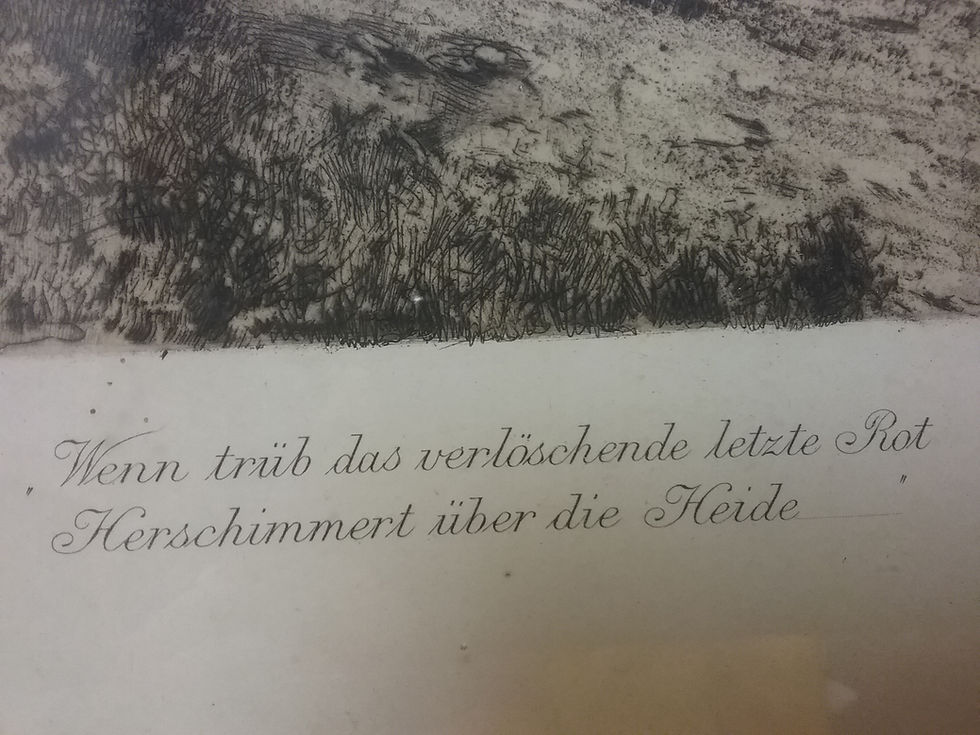 „Wenn trüb das verlöschende letzte Rot
Herschimmert über die Heide "